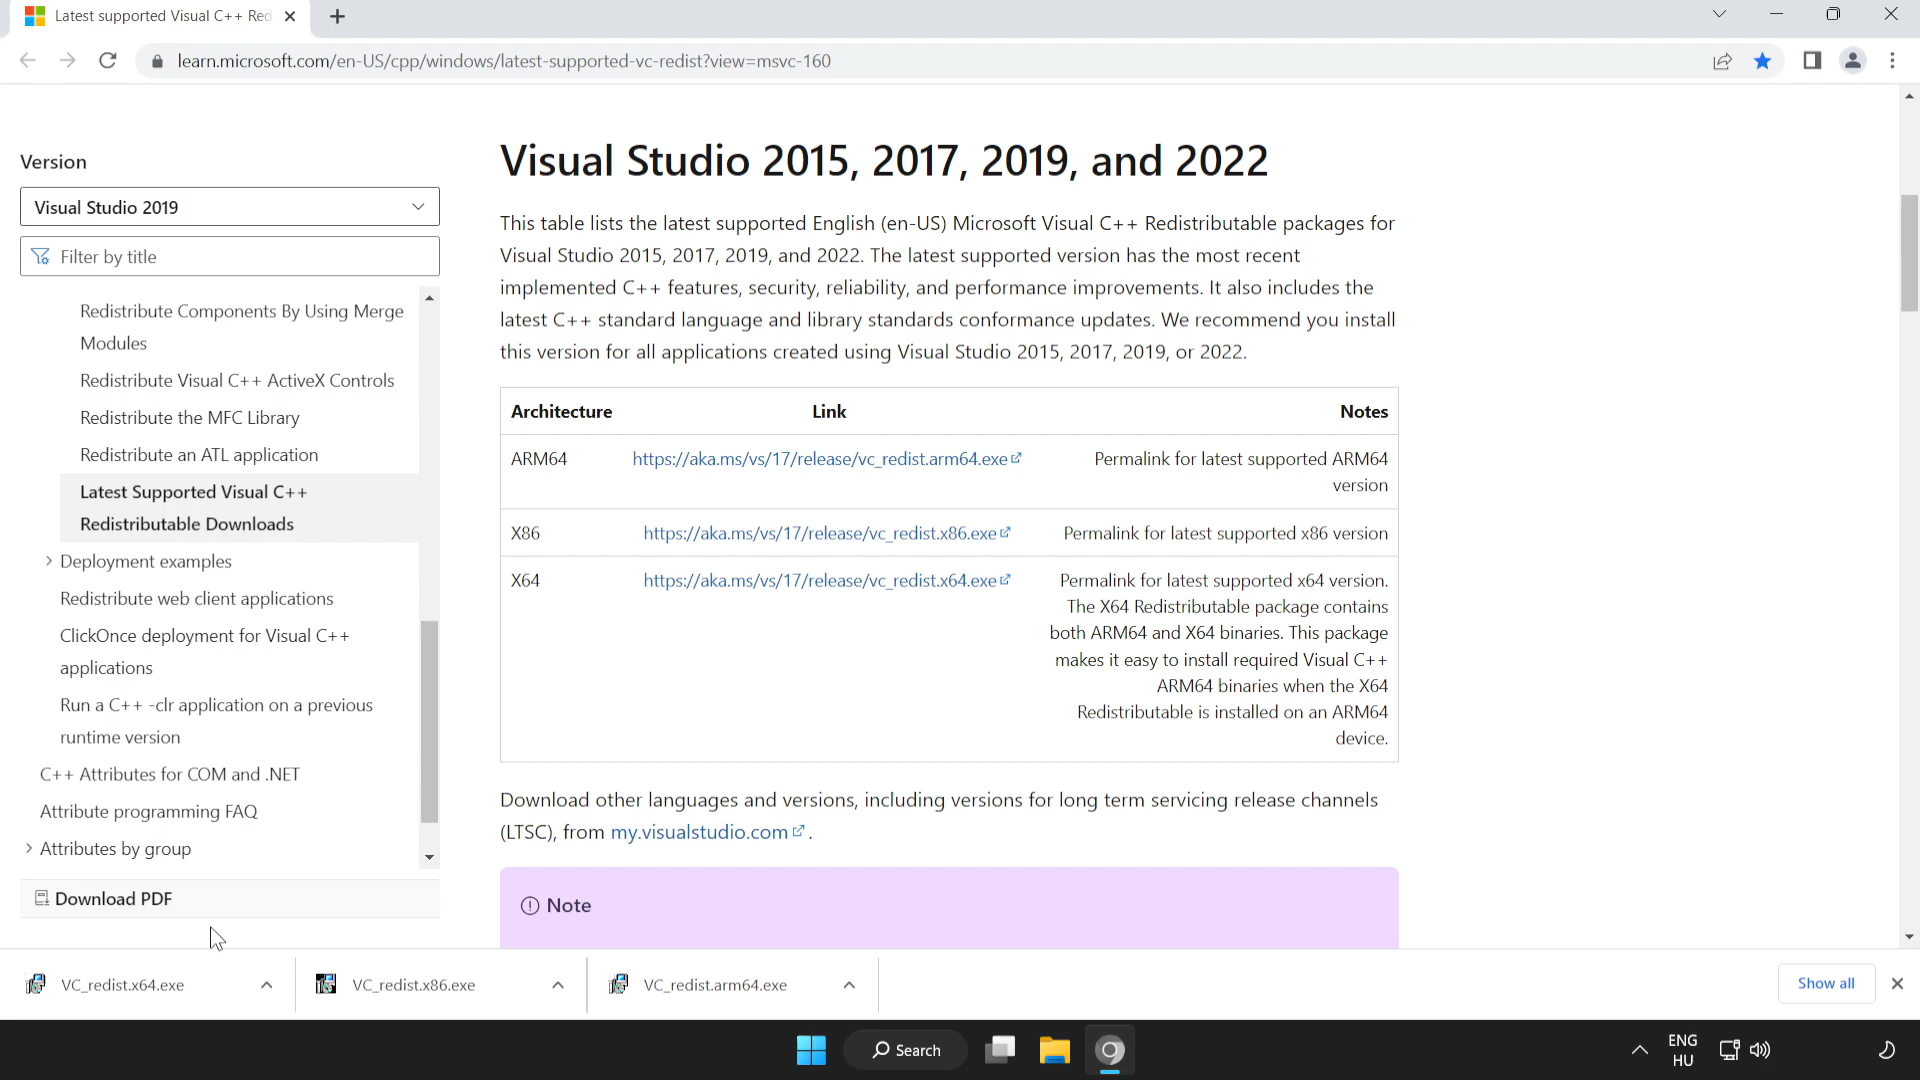 Latest supported Visual C++ Red
learn.microsoft.com/en-US/cpp/windows/latest-supported-vc-redist?view=msvc-160
Version
Visual Studio 2019
Filter by title
Redistribute Components By Using Merge
Modules
Redistribute Visual C++ ActiveX Controls
Redistribute the MFC Library
Redistribute an ATL application
Latest Supported Visual C++
Redistributable Downloads
Deployment examples
Redistribute web client applications
ClickOnce deployment for Visual C++
applications
Run a C++ -clr application on a previous
runtime version
C++ Attributes for COM and .NET
Attribute programming FAQ
Attributes by group
Download PDF
Visual Studio 2015, 2017, 2019, and 2022
This table lists the latest supported English (en-US) Microsoft Visual C++ Redistributable packages for
Visual Studio 2015, 2017, 2019, and 2022. The latest supported version has the most recent
implemented C++ features, security, reliability, and performance improvements. It also includes the
latest C++ standard language and library standards conformance updates. We recommend you install
this version for all applications created using Visual Studio 2015, 2017, 2019, or 2022.
Architecture Link Notes
ARM64 https://aka.ms/vs/17/release/vc_redist.arm64.exe Permalink for latest supported ARM64
version
X86 https://aka.ms/vs/17/release/vc_redist.x86.exe Permalink for latest supported x86 version
X64 https://aka.ms/vs/17/release/vc_redist.x64.exe Permalink for latest supported x64 version.
The X64 Redistributable package contains
both ARM64 and X64 binaries. This package
makes it easy to install required Visual C++
ARM64 binaries when the X64
Redistributable is installed on an ARM64
device.
Download other languages and versions, including versions for long term servicing release channels
(LTSC), from my.visualstudio.com .
Note
VC_redist.x64.exe VC_redist.x86.exe VC_redist.arm64.exe Show all
Search
ENG
HU